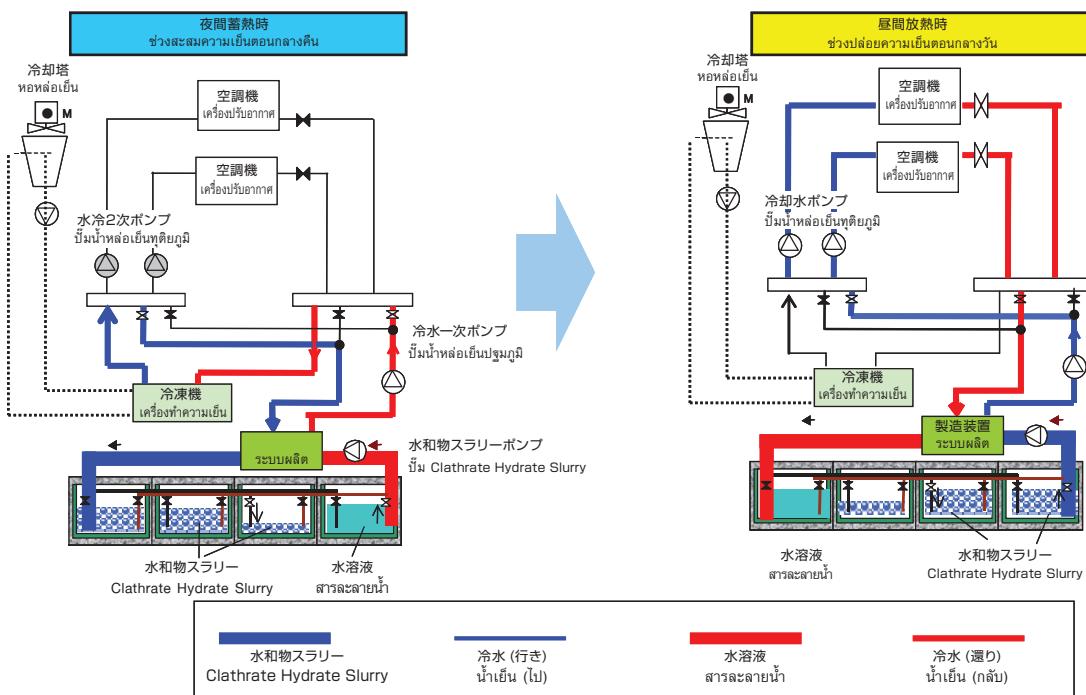 夜間蓄熱時
ช่วงสะสมความเย็นตอนกลางคืน
冷却塔
หอหล่อเย็น
M
空調機
เครื่องปรับอากาศ
空調機
เครื่องปรับอากาศ
水冷2次ポンプ
ปั๊มน้ำหล่อเย็นทุติยภูมิ
冷水一次ポンプ
ปั๊มน้ำหล่อเย็นปฐมภูมิ
冷凍機
เครื่องทำความเย็น
製造装置
ระบบผลิต
水和物スラリーポンプ
ปั๊ม Clathrate Hydrate Slurry
水和物スラリー
Clathrate Hydrate Slurry
水溶液
สารละลายน้ำ
昼間放熱時
ช่วงปล่อยความเย็นตอนกลางวัน
冷却塔
หอหล่อเย็น
M
空調機
เครื่องปรับอากาศ
空調機
เครื่องปรับอากาศ
冷却水ポンプ
ปั๊มน้ำหล่อเย็นทุติยภูมิ
冷凍機
เครื่องทำความเย็น
製造装置
ระบบผลิต
水溶液
สารละลายน้ำ
水和物スラリー
Clathrate Hydrate Slurry
水和物スラリー
Clathrate Hydrate Slurry
冷水 (行き)
น้ำเย็น (ไป)
水溶液
สารละลายน้ำ
冷水 (還り)
น้ำเย็น (กลับ)